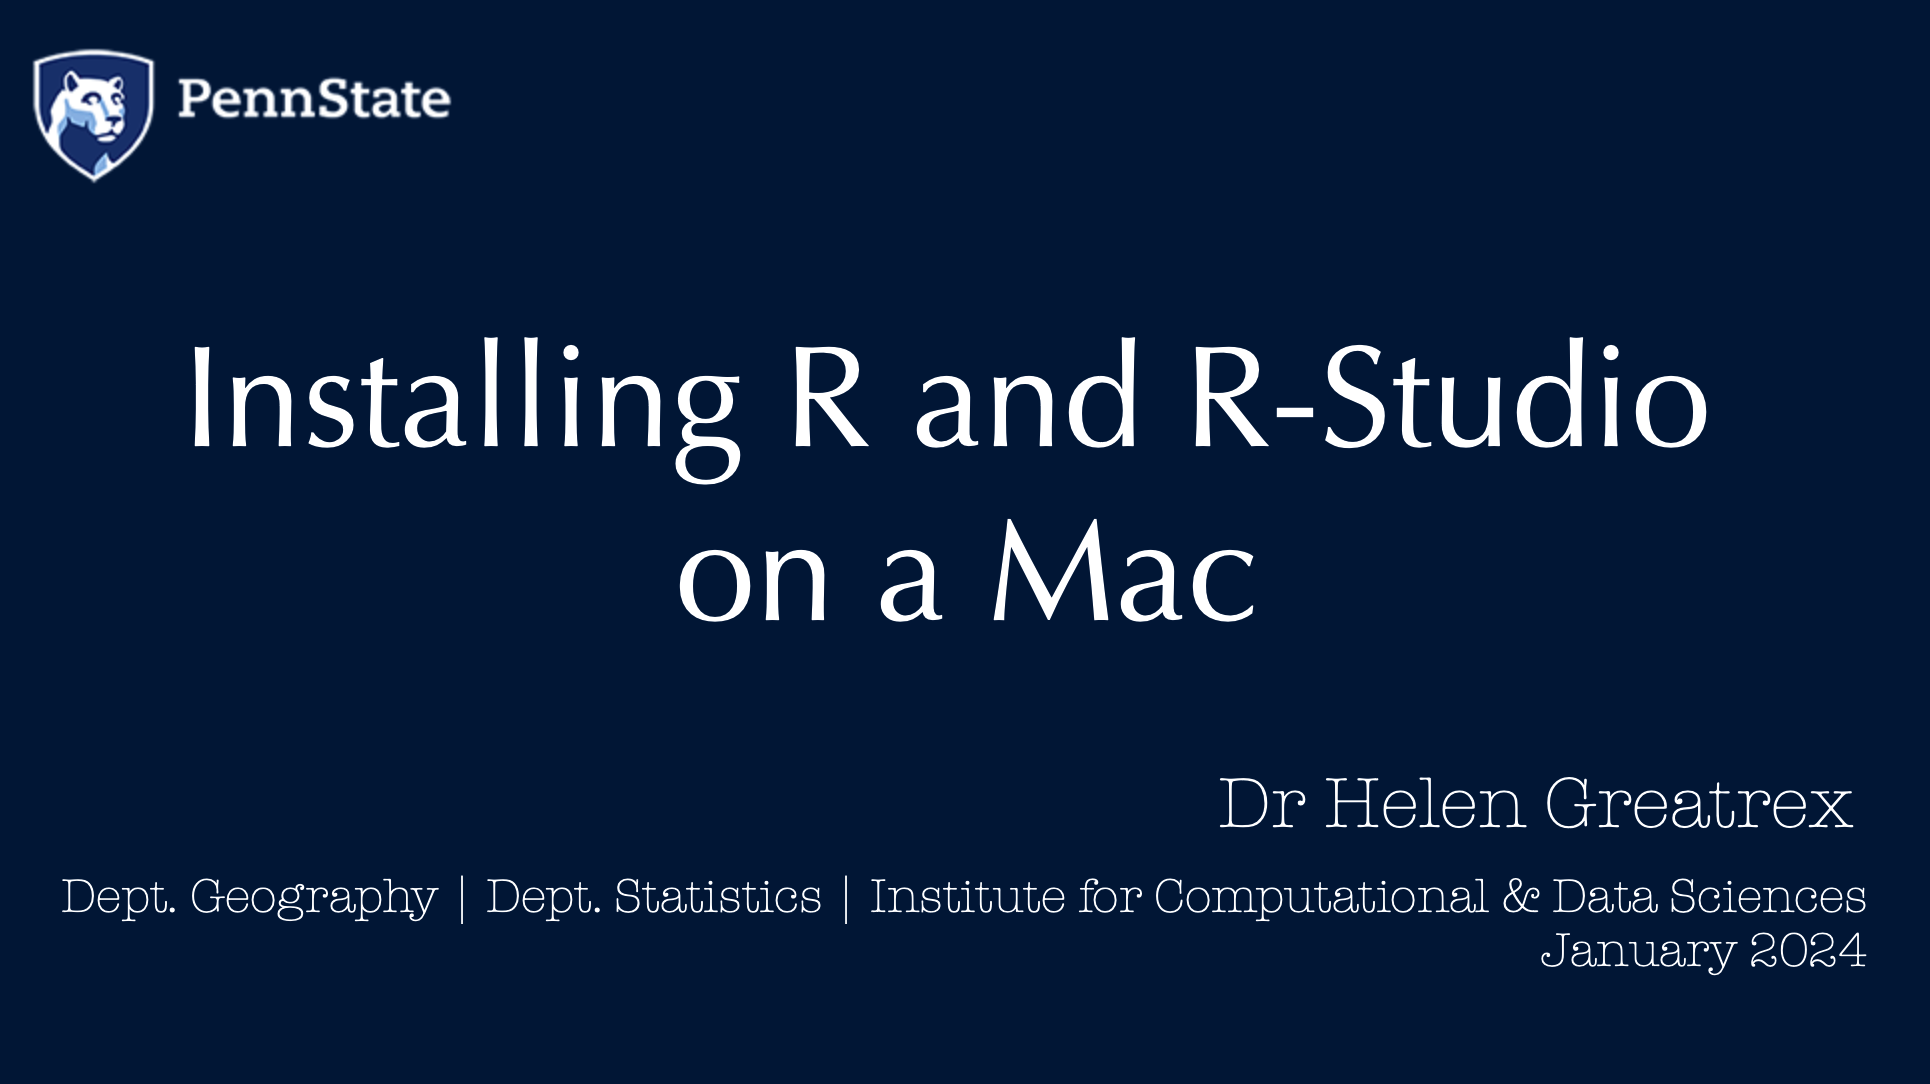 PennState
Installing R and R-Studio
on a Mac
Dr Helen Greatrex
Dept. Geography | Dept. Statistics | Institute for Computational & Data Sciences
January 2024